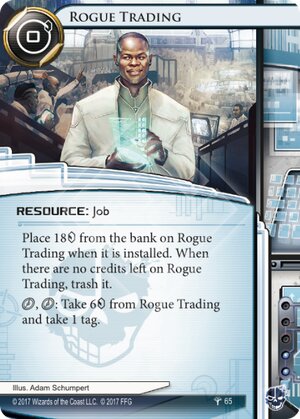 ROGUE TRADING
0
RESOURCE: Job
Place 18 from the bank on Rogue
Trading when it is installed. When
there are no credits left on Rogue
Trading, trash it.
, : Take 6 from Rogue Trading
and take 1 tag.
Illus. Adam Schumpert
© 2017 Wizards of the Coast LLC. © 2017 FFG
65